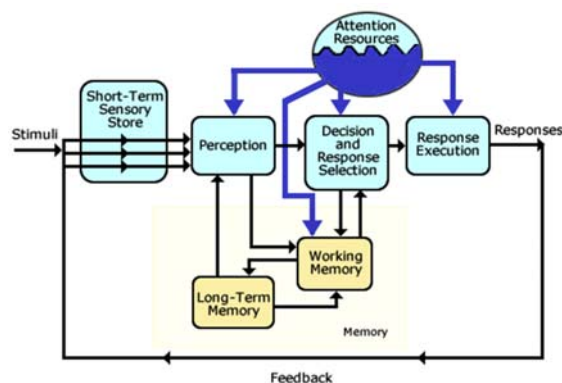 Attention
Resources
Short-Term
Sensory
Store
Stimuli
Perception
Decision
and
Response
Selection
Response
Execution
Responses
Working
Memory
Long-Term
Memory
Memory
Feedback